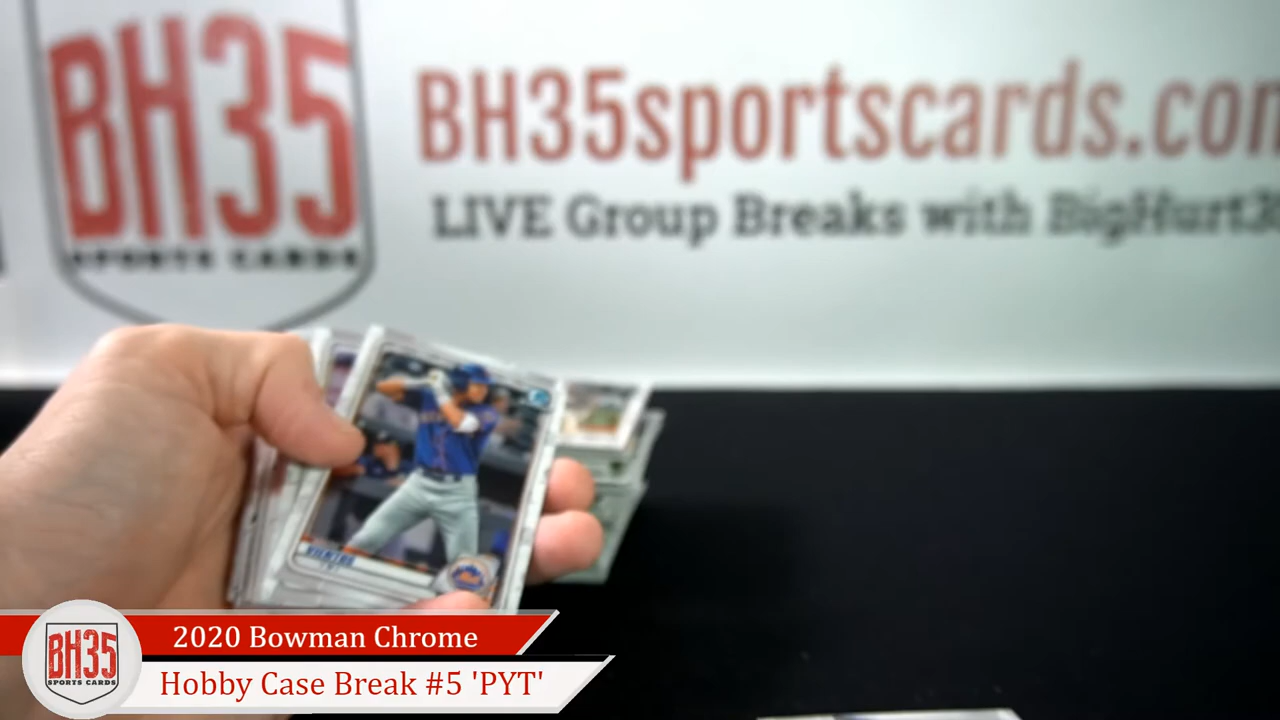 BH35
SPORTS CARDS
BH35sportscards.com
LIVE Group Breaks with BigHurt3
VIENTOS
BH35
SPORTS CARDS
2020 Bowman Chrome
Hobby Case Break #5 'PYT'